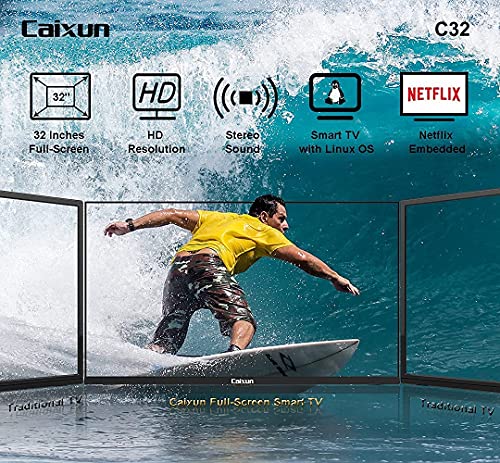 Caixun
C32
32"
32 Inches
Full-Screen
HD
HD
Resolution
Stereo
Sound
Smart TV
with Linux OS
NETFLIX
Netflix
Embedded
Caixun
Traditional TV
Caixun Full-Screen Smart TV
Traditional TV